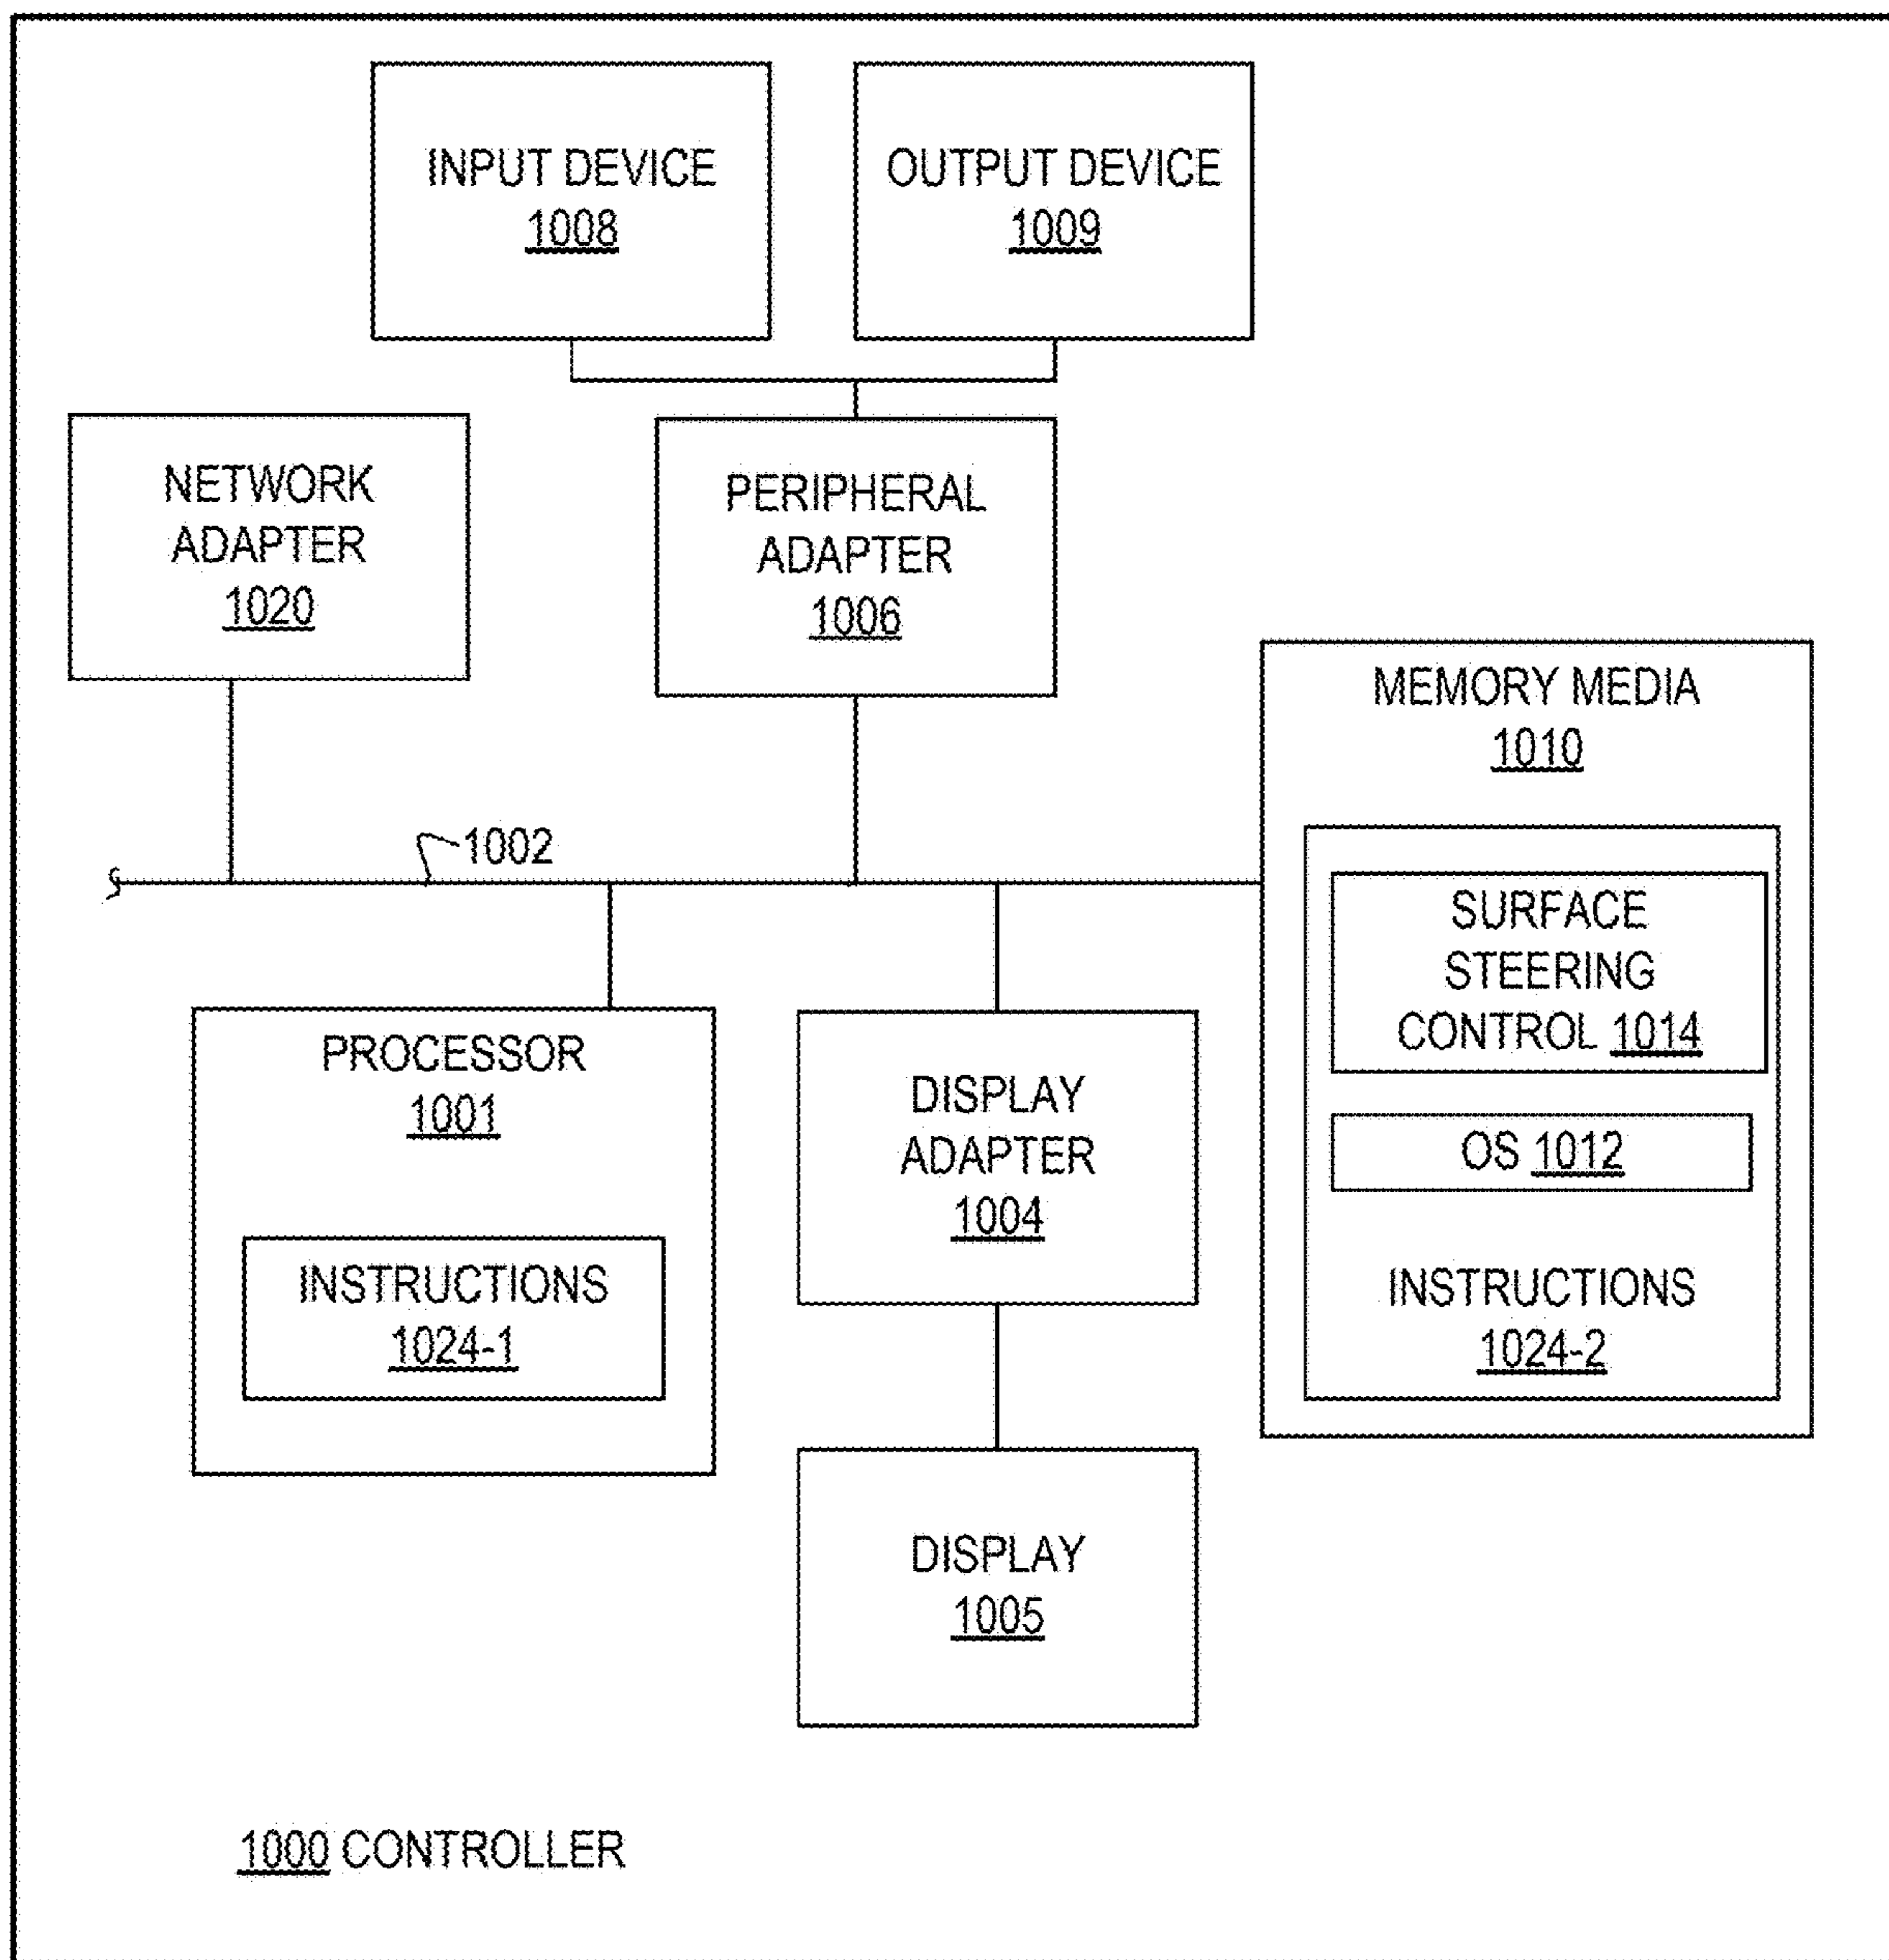 INPUT DEVICE
1008
OUTPUT DEVICE
1009
NETWORK
ADAPTER
1020
PERIPHERAL
ADAPTER
1006
MEMORY MEDIA
1010
1002
SURFACE
STEERING
CONTROL 1014
OS 1012
INSTRUCTIONS
1024-2
PROCESSOR
1001
INSTRUCTIONS
1024-1
DISPLAY
ADAPTER
1004
DISPLAY
1005
1000 CONTROLLER